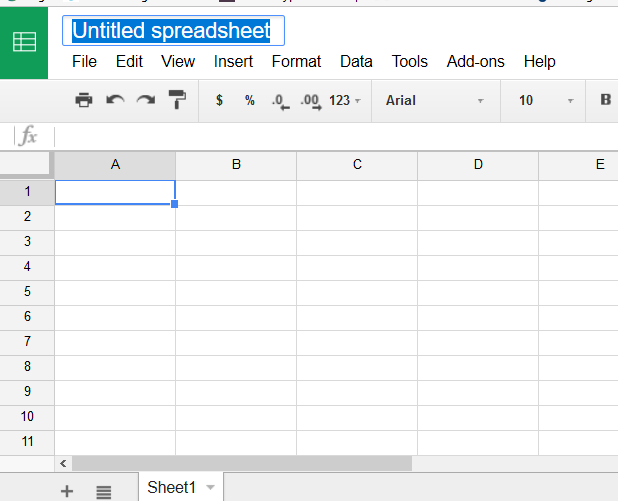 Untitled spreadsheet
File Edit View Insert Format Data Tools Add-ons Help
$ % .0 .00 123 Arial 10 B
fx
A B C D E
1
2
3
4
5
6
7
8
9
10
11
Sheet1